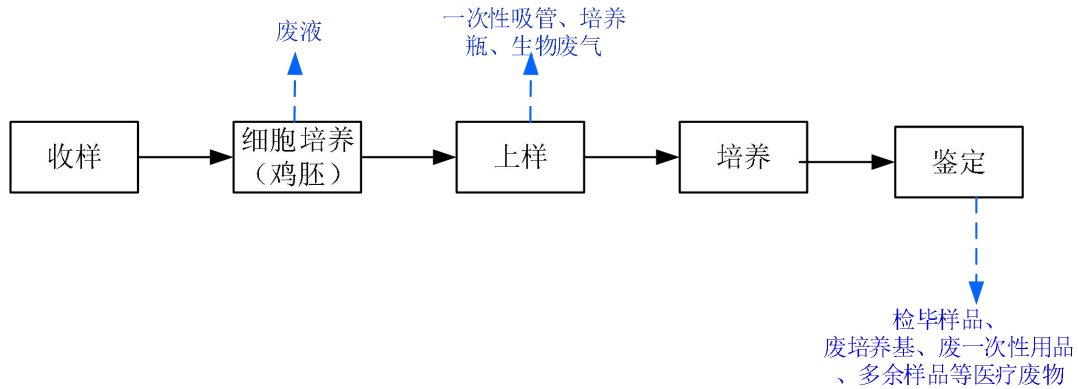 废液
一次性吸管、培养
瓶、生物废气
收样
细胞培养
（鸡胚）
上样
培养
鉴定
检毕样品、
废培养基、废一次性用品
、多余样品等医疗废物